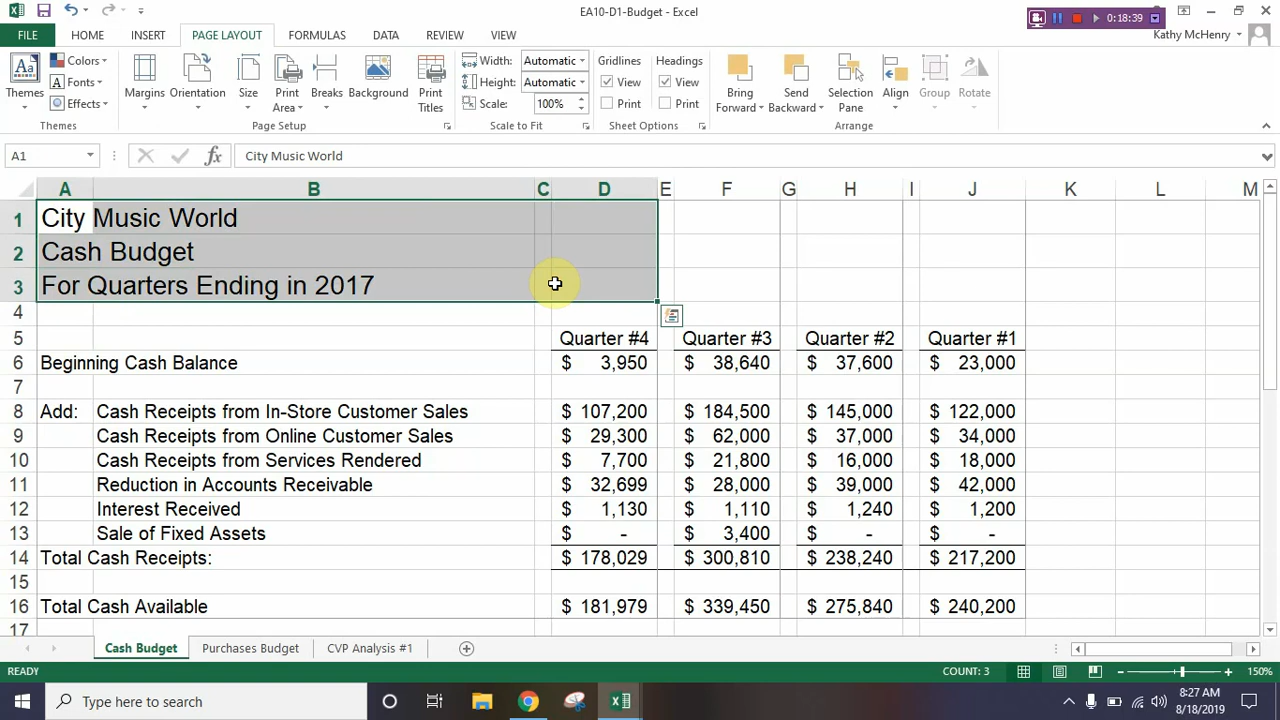 EA10-D1-Budget - Excel
0:18:39
FILE HOME INSERT PAGE LAYOUT FORMULAS DATA REVIEW VIEW
Kathy McHenry
Themes
Colors
Fonts
Effects
Margins Orientation Size Print Area Breaks Background Print Titles
Width: Automatic
Height: Automatic
Scale: 100%
Gridlines Headings
View View
Print Print
Bring Forward Send Backward Selection Pane Align Group Rotate
Themes Page Setup Scale to Fit Sheet Options Arrange
A1 fx City Music World
A B C D E F G H I J K L M
1 City Music World
2 Cash Budget
3 For Quarters Ending in 2017
4
5 Quarter #4 Quarter #3 Quarter #2 Quarter #1
6 Beginning Cash Balance $ 3,950 $ 38,640 $ 37,600 $ 23,000
7
8 Add: Cash Receipts from In-Store Customer Sales $ 107,200 $ 184,500 $ 145,000 $ 122,000
9 Cash Receipts from Online Customer Sales $ 29,300 $ 62,000 $ 37,000 $ 34,000
10 Cash Receipts from Services Rendered $ 7,700 $ 21,800 $ 16,000 $ 18,000
11 Reduction in Accounts Receivable $ 32,699 $ 28,000 $ 39,000 $ 42,000
12 Interest Received $ 1,130 $ 1,110 $ 1,240 $ 1,200
13 Sale of Fixed Assets $ - $ 3,400 $ - $ -
14 Total Cash Receipts: $ 178,029 $ 300,810 $ 238,240 $ 217,200
15
16 Total Cash Available $ 181,979 $ 339,450 $ 275,840 $ 240,200
17
Cash Budget Purchases Budget CVP Analysis #1
READY COUNT: 3 150%
Type here to search
8:27 AM
8/18/2019